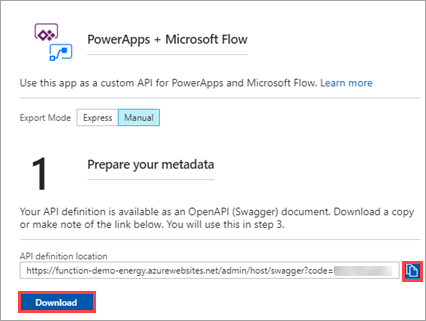 PowerApps + Microsoft Flow
Use this app as a custom API for PowerApps and Microsoft Flow. Learn more
Export Mode Express Manual
1 Prepare your metadata
Your API definition is available as an OpenAPI (Swagger) document. Download a copy
or make note of the link below. You will use this in step 3.
API definition location
https://function-demo-energy.azurewebsites.net/admin/host/swagger?code=
Download